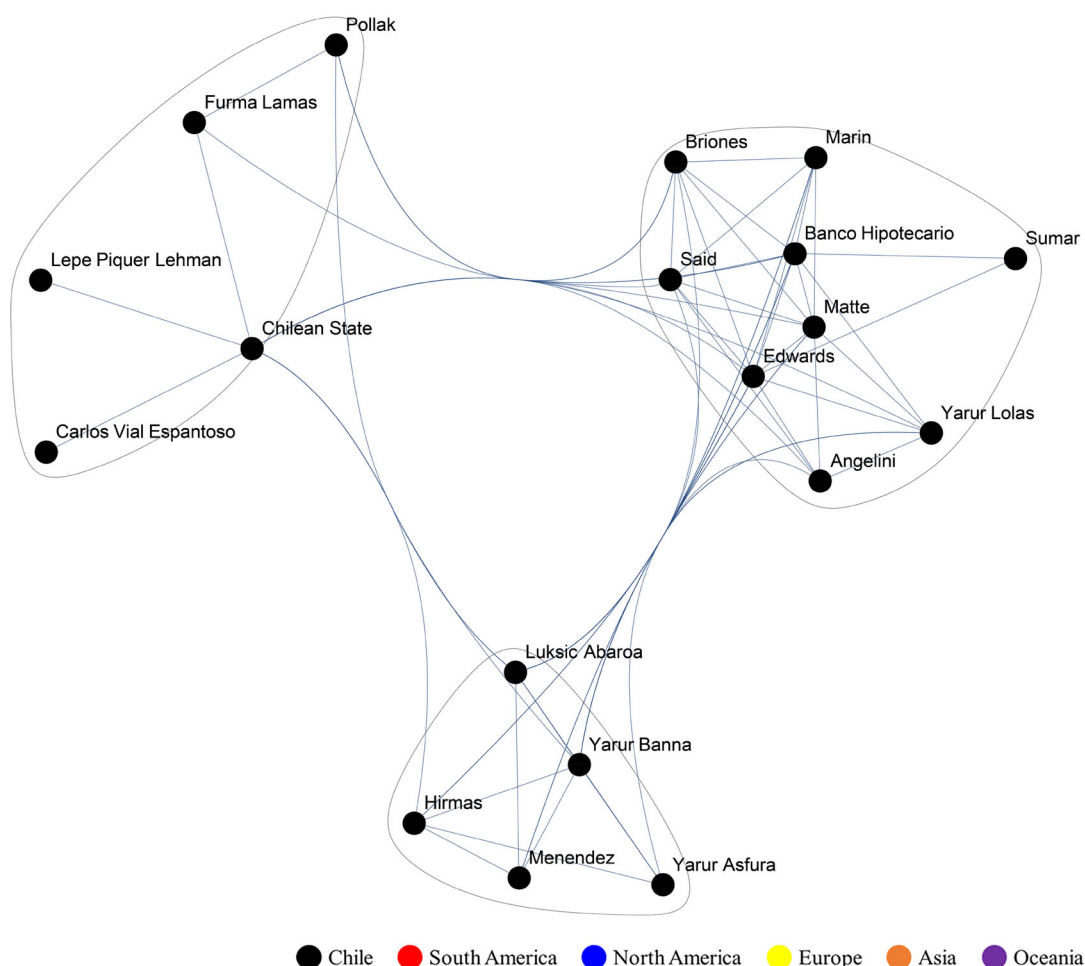 Pollak
Furma Lamas
Briones
Marin
Banco Hipotecario
Sumar
Said
Lepe Piquer Lehman
Matte
Chilean State
Edwards
Yarur Lolas
Carlos Vial Espantoso
Angelini
Luksic Abaroa
Yarur Banna
Hirmas
Menendez
Yarur Asfura
Chile South America North America Europe Asia Oceania